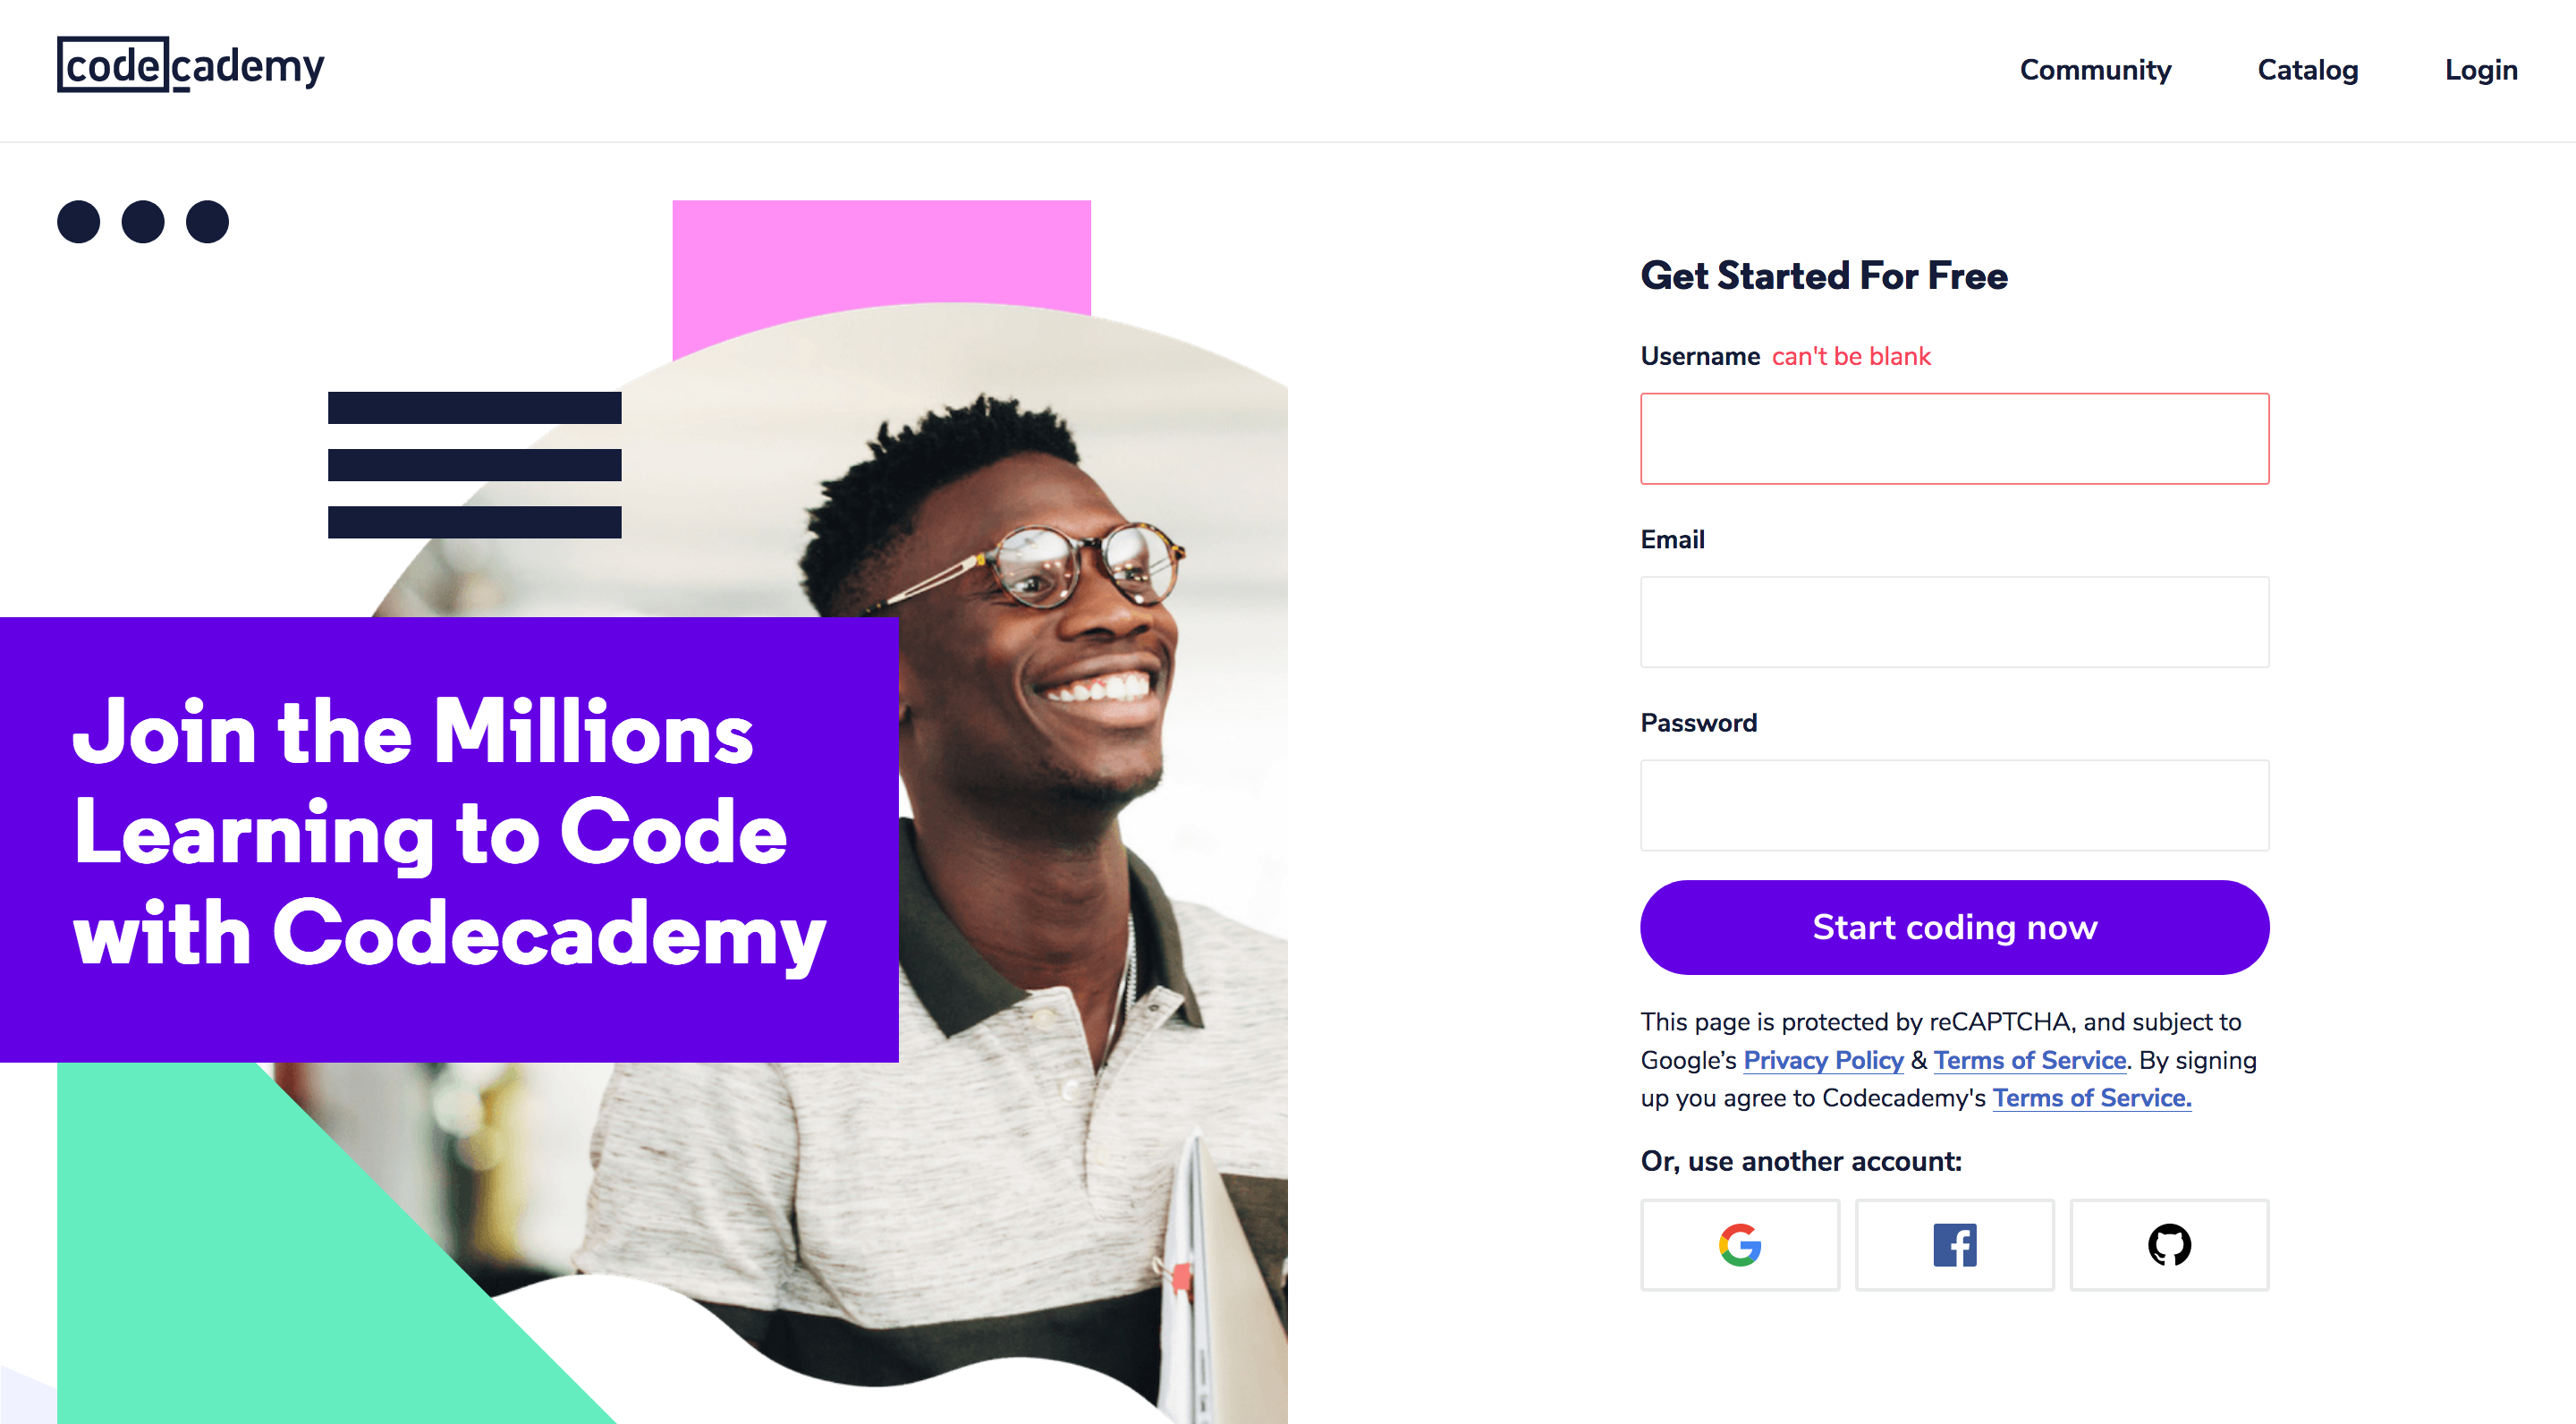 codecademy
Community
Catalog
Login
Get Started For Free
Username can't be blank
Email
Password
Join the Millions
Learning to Code
with Codecademy
Start coding now
This page is protected by reCAPTCHA, and subject to
Google's Privacy Policy & Terms of Service. By signing
up you agree to Codecademy's Terms of Service.
Or, use another account: